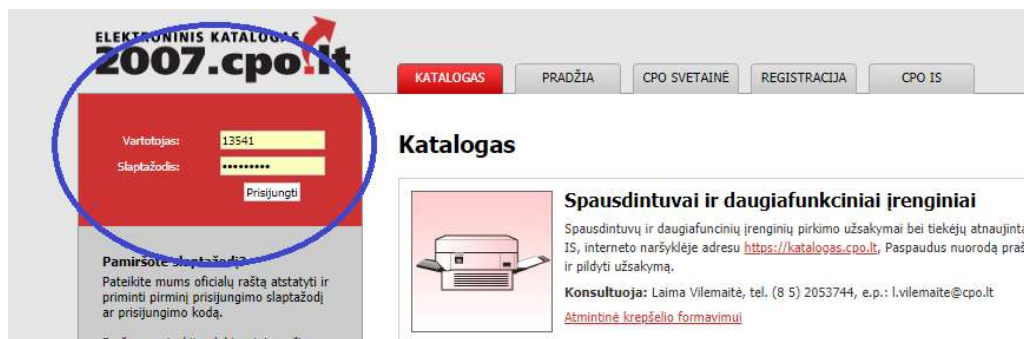 ELEKTRONINIS KATALOGAS
2007.cpo.lt
KATALOGAS
PRADŽIA
CPO SVETAINĖ
REGISTRACIJA
CPO IS
Vartotojas: 13541
Slaptažodis: •••••••••
Prisijungti
Pamiršote slaptažodį?
Pateikite mums oficialų raštą atstatyti ir
priminti pirminį prisijungimo slaptažodį
ar prisijungimo kodą.
Katalogas
Spausdintuvai ir daugiafunkciniai įrenginiai
Spausdintuvų ir daugiafuncinių įrenginių pirkimo užsakymai bei tiekėjų atnaujinta
IS, interneto naršyklėje adresu https://katalogas.cpo.lt, Paspaudus nuorodą praš
ir pildyti užsakymą.
Konsultuoja: Laima Vilemaitė, tel. (8 5) 2053744, e.p.: l.vilemaite@cpo.lt
Atmintinė krepšelio formavimui